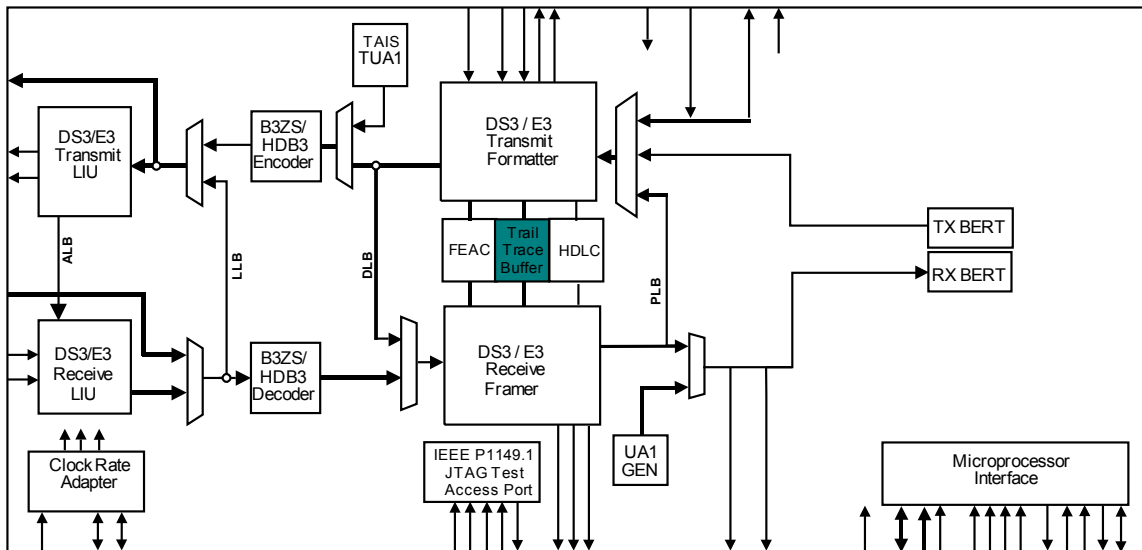 TAIS
TUA1
DS3/E3
Transmit
LIU
B3ZS/
HDB3
Encoder
DS3 / E3
Transmit
Formatter
FEAC
Trail
Trace
Buffer
HDLC
TX BERT
RX BERT
ALB
LLB
DLB
PLB
DS3/E3
Receive
LIU
B3ZS/
HDB3
Decoder
DS3 / E3
Receive
Framer
Clock Rate
Adapter
IEEE P1149.1
JTAG Test
Access Port
UA1
GEN
Microprocessor
Interface